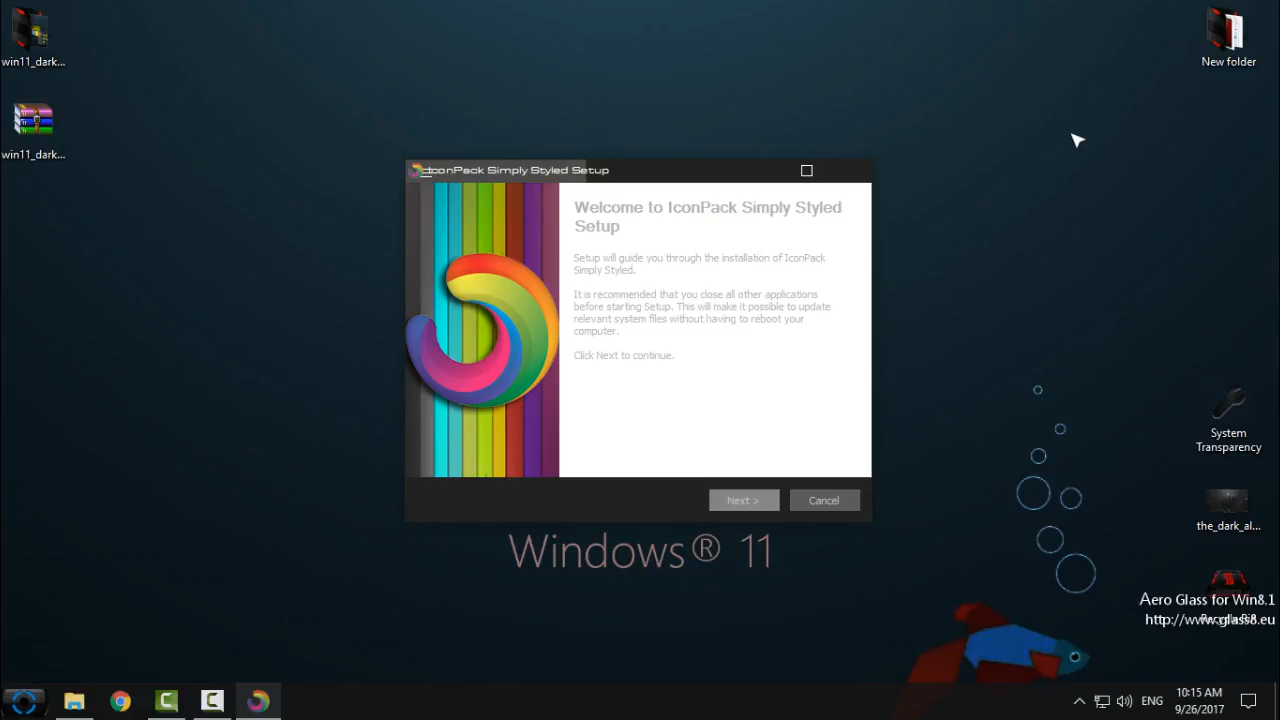 win11_dark...
New folder
win11_dark...
IconPack Simply Styled Setup
Welcome to IconPack Simply Styled
Setup
Setup will guide you through the installation of IconPack
Simply Styled.
It is recommended that you close all other applications
before starting Setup. This will make it possible to update
relevant system files without having to reboot your
computer.
Click Next to continue.
Next >
Cancel
System
Transparency
the_dark_al...
Windows® 11
Aero Glass for Win8.1
http://www.glass8.eu
ENG
10:15 AM
9/26/2017